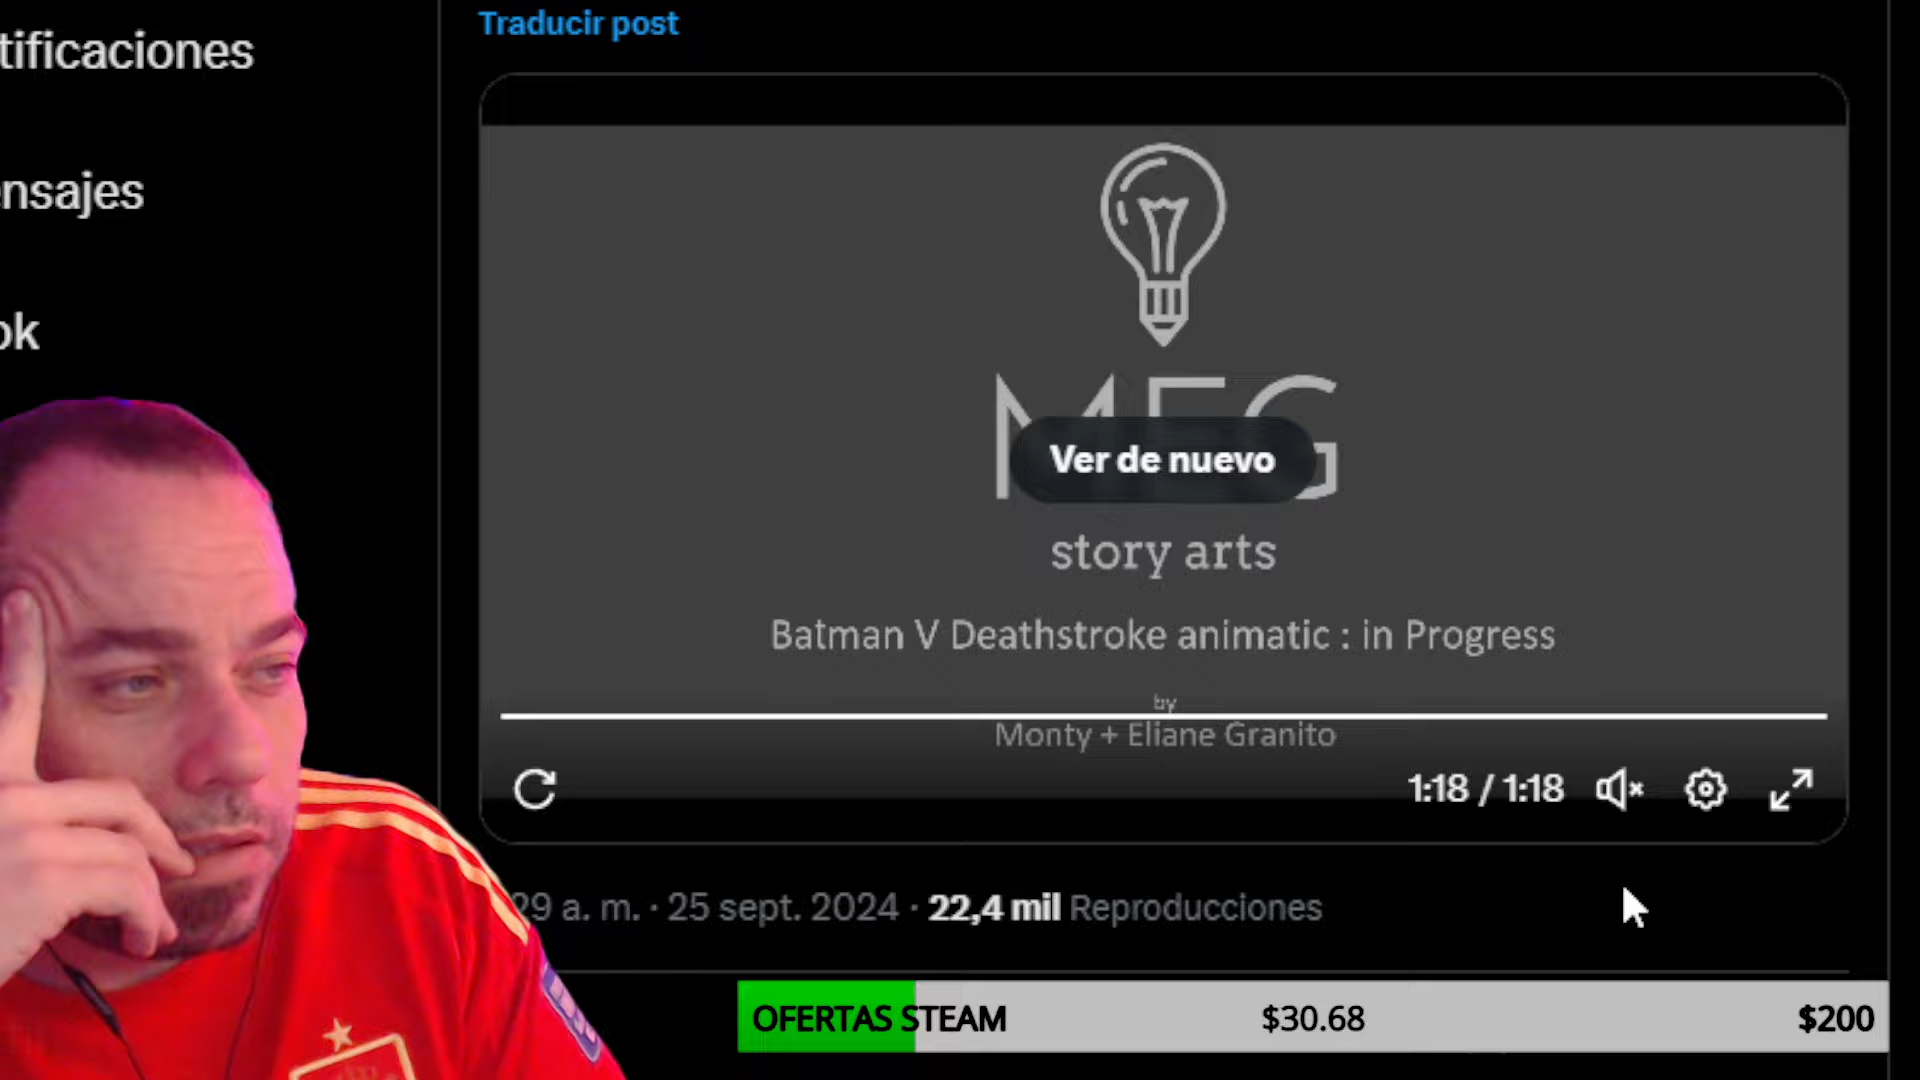 Traducir post
tificaciones
ensajes
ok
MEG
Ver de nuevo
story arts
Batman V Deathstroke animatic : in Progress
by
Monty + Eliane Granito
1:18 / 1:18
29 a. m. · 25 sept. 2024 · 22,4 mil Reproducciones
OFERTAS STEAM $30.68 $200